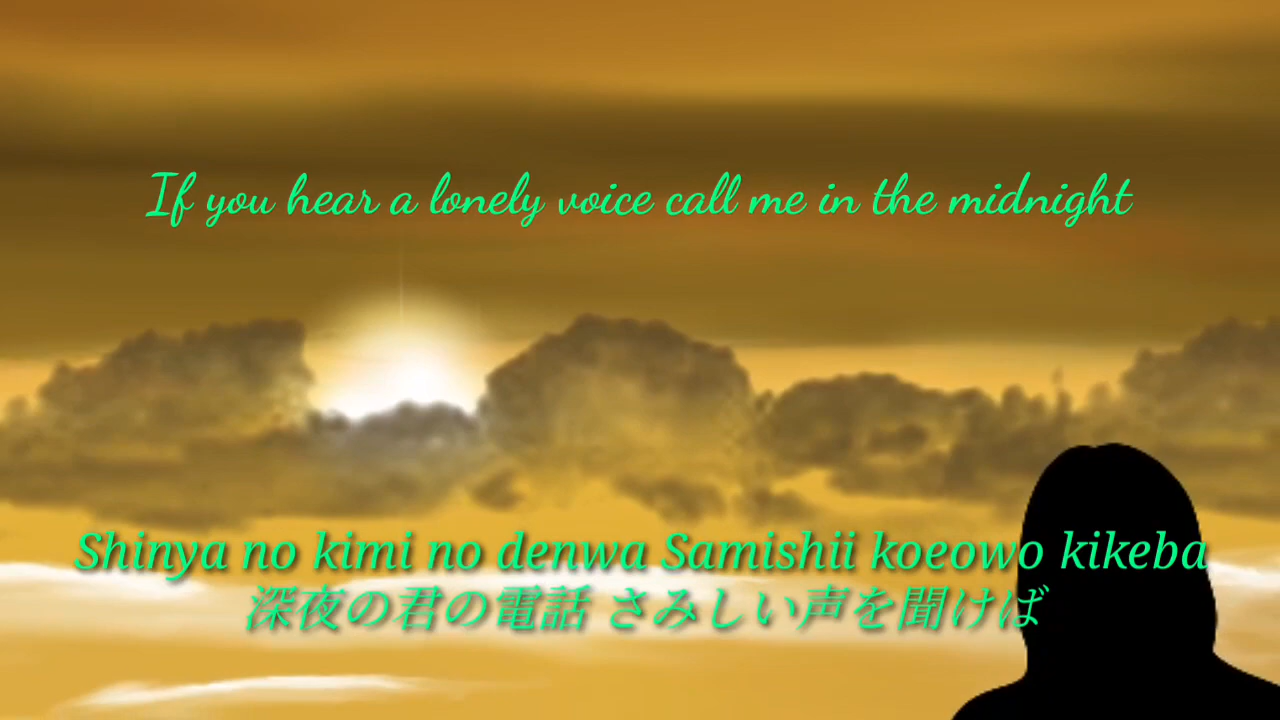 If you hear a lonely voice call me in the midnight
Shinya no kimi no denwa Samishii koeowo kikeba
深夜の君の電話 さみしい声を聞けば